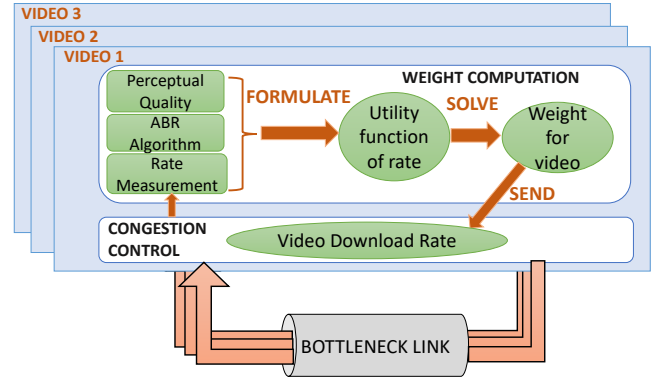 VIDEO 3
VIDEO 2
VIDEO 1
WEIGHT COMPUTATION
Perceptual
Quality
ABR
Algorithm
Rate
Measurement
FORMULATE
Utility
function
of rate
SOLVE
Weight
for
video
SEND
CONGESTION
CONTROL
Video Download Rate
BOTTLENECK LINK